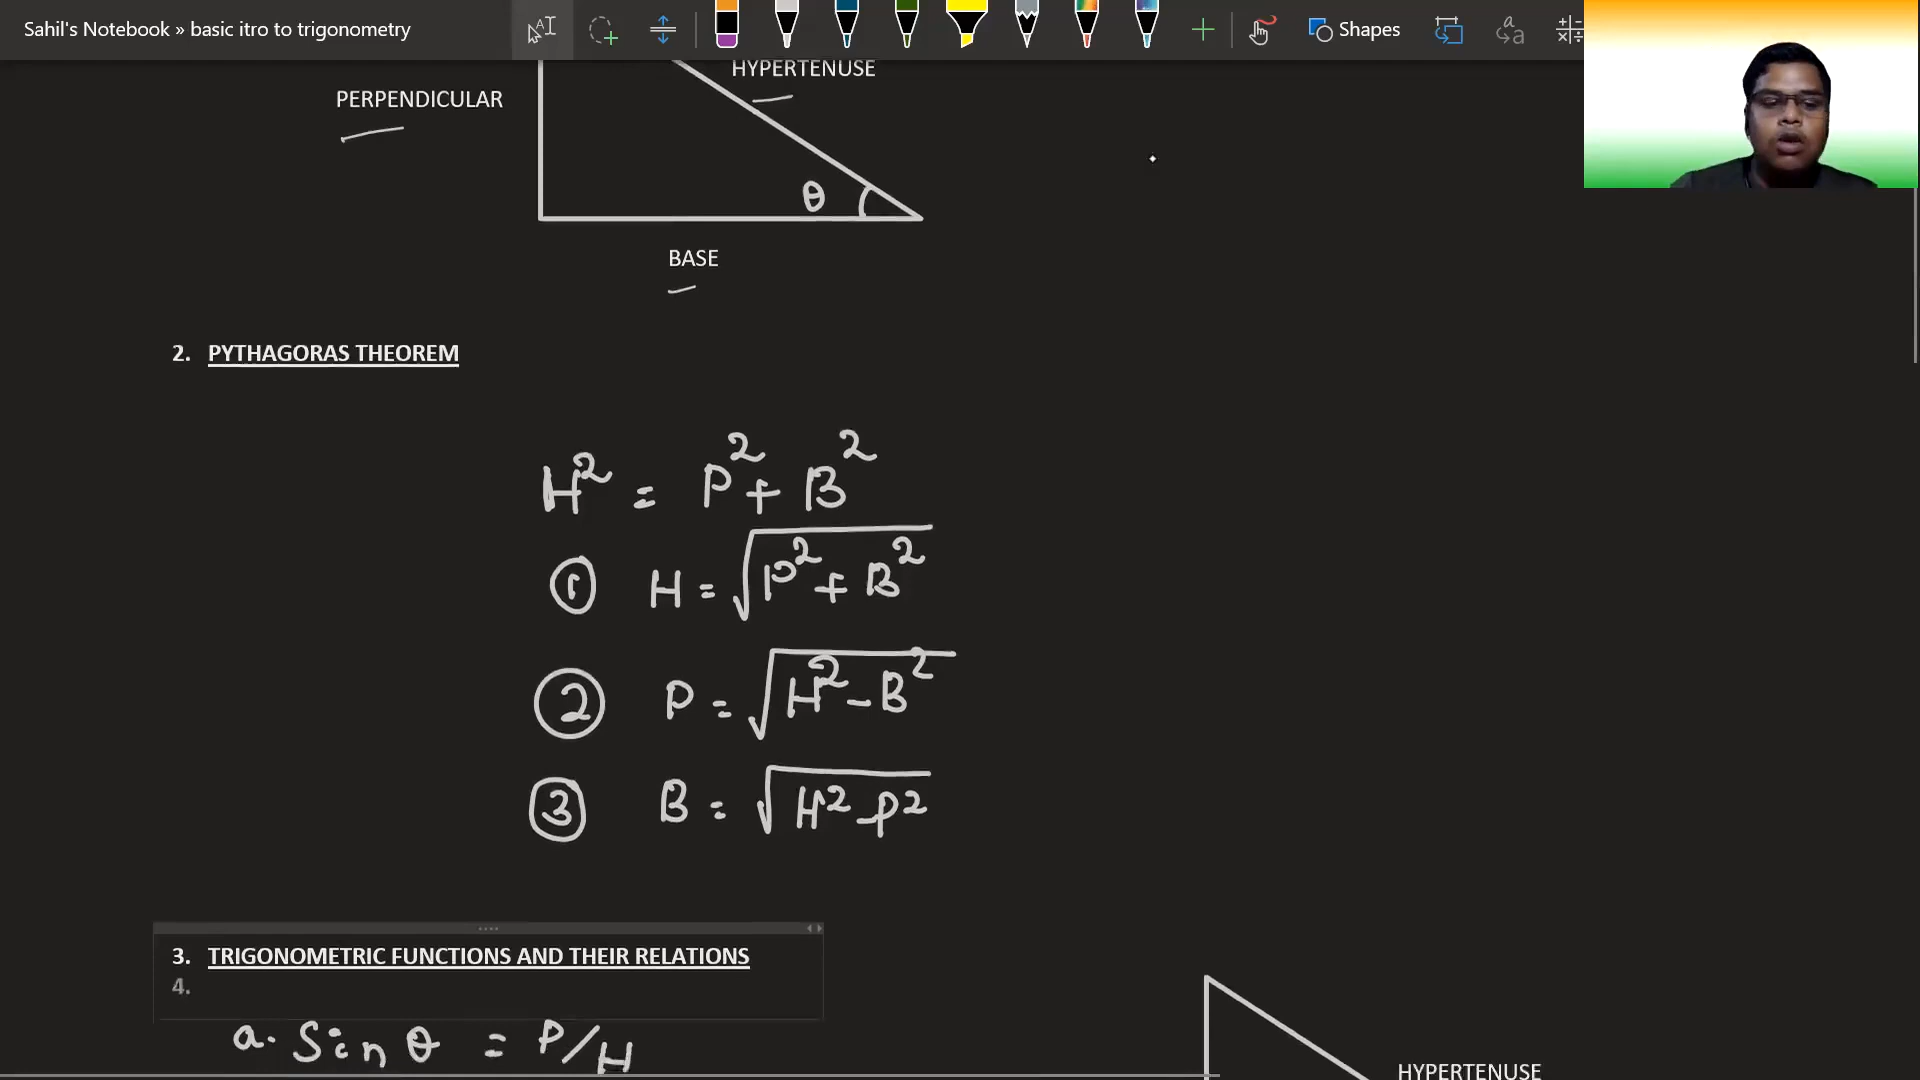 Sahil's Notebook » basic itro to trigonometry
Shapes
HYPERTENUSE
PERPENDICULAR
θ
BASE
2. PYTHAGORAS THEOREM
H² = P² + B²
① H = √P² + B²
② P = √H² – B²
③ B = √H² – P²
3. TRIGONOMETRIC FUNCTIONS AND THEIR RELATIONS
4.
a. Sin θ = P/H
HYPERTENUSE